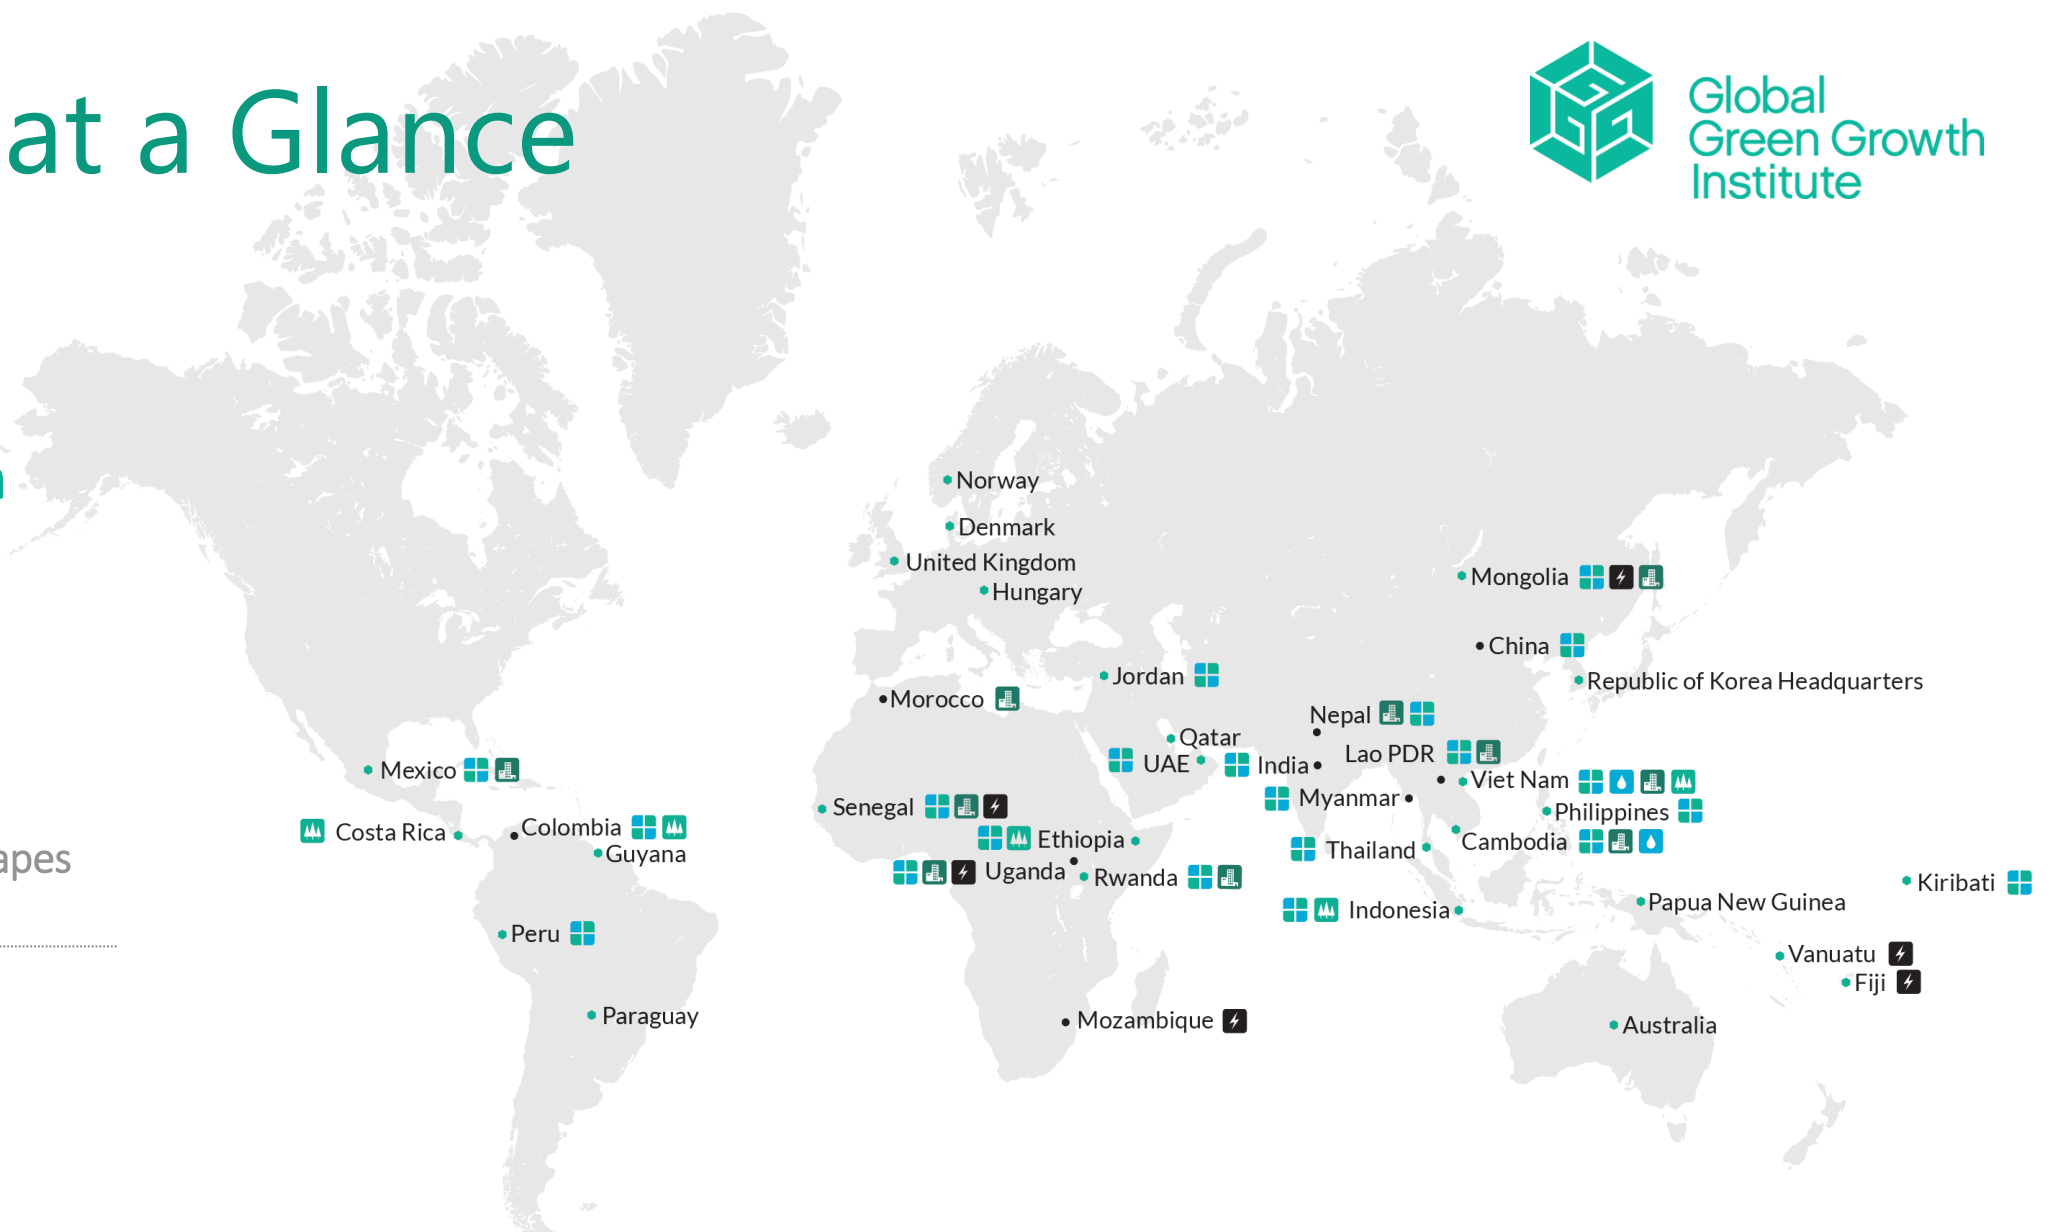 at a Glance
Global
Green Growth
Institute
Norway
Denmark
United Kingdom
Hungary
Mongolia
China
Jordan
Republic of Korea Headquarters
Morocco
Nepal
Qatar
Lao PDR
UAE
India
Mexico
Viet Nam
Myanmar
Senegal
Philippines
Colombia
Costa Rica
Ethiopia
Cambodia
Thailand
Guyana
apes
Uganda
Rwanda
Kiribati
Papua New Guinea
Indonesia
Peru
Vanuatu
Fiji
Paraguay
Mozambique
Australia